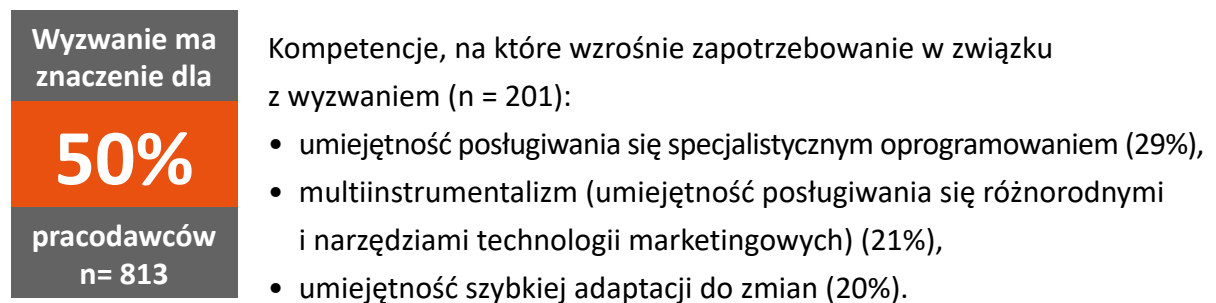 Wyzwanie ma
znaczenie dla
50%
pracodawców
n= 813
Kompetencje, na które wzrośnie zapotrzebowanie w związku
z wyzwaniem (n = 201):
• umiejętność posługiwania się specjalistycznym oprogramowaniem (29%),
• multiinstrumentalizm (umiejętność posługiwania się różnorodnymi
i narzędziami technologii marketingowych) (21%),
• umiejętność szybkiej adaptacji do zmian (20%).